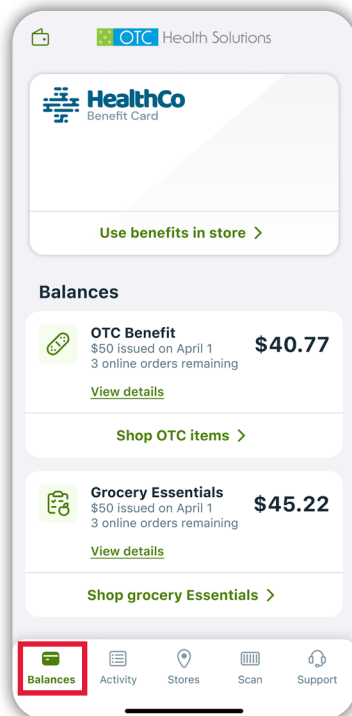 OTC Health Solutions
HealthCo
Benefit Card
Use benefits in store >
Balances
OTC Benefit
$50 issued on April 1
3 online orders remaining
$40.77
View details
Shop OTC items >
Grocery Essentials
$50 issued on April 1
3 online orders remaining
$45.22
View details
Shop grocery Essentials >
Balances Activity Stores Scan Support